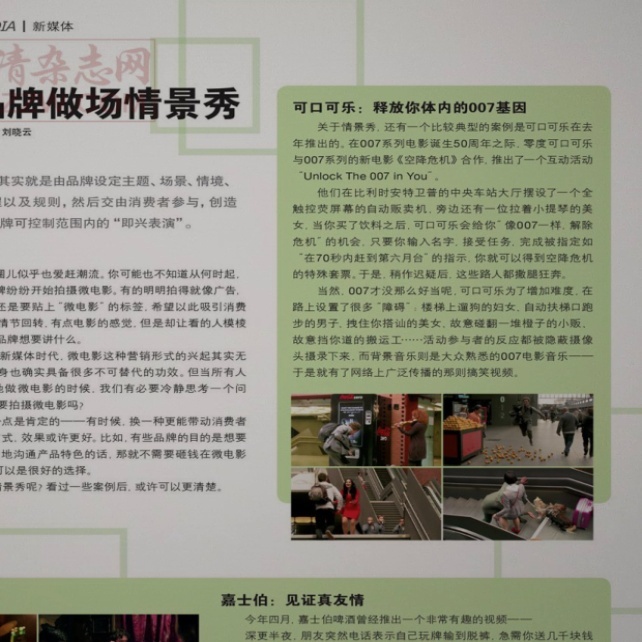 DIA | 新媒体
清杂志网
品牌做场情景秀
刘晓云
其实就是由品牌设定主题、场景、情境、
以及规则，然后交由消费者参与，创造
牌可控制范围内的“即兴表演”。
圈儿似乎也爱赶潮流。你可能也不知道从何时起，
牌纷纷开始拍摄微电影。有的明明拍得就像广告，
还是要贴上“微电影”的标签，希望以此吸引消费
情节回转，有点电影的感觉，但是却让看的人模棱
品牌想要讲什么。
新媒体时代，微电影这种营销形式的兴起其实无
身也确实具备很多不可替代的功效。但当所有人
做微电影的时候，我们有必要冷静思考一个问
要拍摄微电影吗？
点是肯定的——有时候，换一种更能带动消费者
式，效果或许更好。比如，有些品牌的目的是想要
地沟通产品特色的话，那就不需要砸钱在微电影
可以是很好的选择。
情景秀呢？看过一些案例后，或许可以更清楚。
可口可乐：释放你体内的007基因
关于情景秀，还有一个比较典型的案例是可口可乐在去
年推出的。在007系列电影诞生50周年之际，零度可口可乐
与007系列的新电影《空降危机》合作，推出了一个互动活动
“Unlock The 007 in You”。
他们在比利时安特卫普的中央车站大厅摆设了一个全
触控荧屏幕的自动贩卖机，旁边还有一位拉着小提琴的美
女。当你买了饮料之后，可口可乐会给你“像007一样，解除
危机”的机会，只要你输入名字，接受任务，完成被指定如
“在70秒内赶到第六月台”的指示，你就可以得到空降危机
的特殊套票。于是，稍作迟疑后，这些路人都撒腿狂奔。
当然，007才没那么好当呢，可口可乐为了增加难度，在
路上设置了很多“障碍”：楼梯上遛狗的妇女，自动扶梯口跑
步的男子，拽住你搭讪的美女，故意碰翻一堆橙子的小贩、
故意挡你道的搬运工……活动参与者的反应都被隐蔽摄像
头摄录下来，而背景音乐则是大众熟悉的007电影音乐——
于是就有了网络上广泛传播的那则搞笑视频。
嘉士伯：见证真友情
今年四月，嘉士伯啤酒曾经推出一个非常有趣的视频——
深更半夜，朋友突然电话表示自己玩牌输到脱裤，急需你送几千块钱